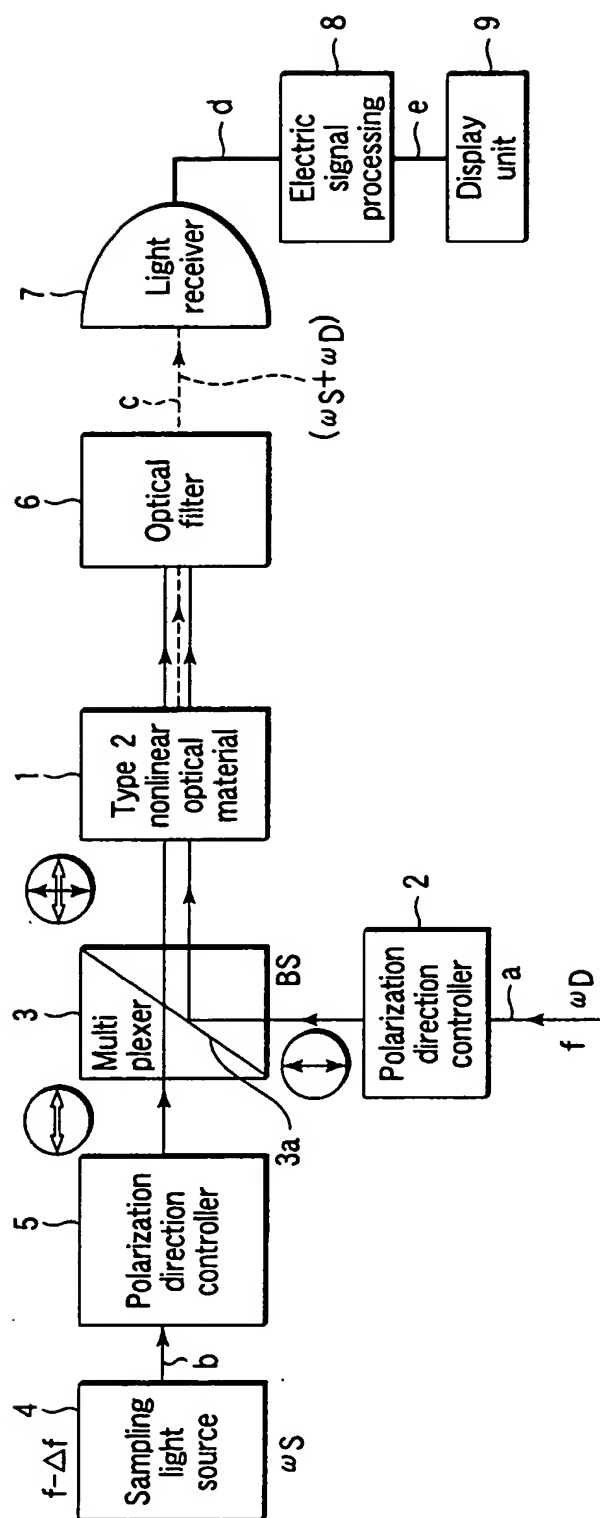 4
f−Δf
Sampling
light
source
ωS
b
5
Polarization
direction
controller
3
Multi
plexer
3a
BS
2
Polarization
direction
controller
a
f
ωD
1
Type 2
nonlinear
optical
material
6
Optical
filter
c
(ωS+ωD)
7
Light
receiver
d
8
Electric
signal
processing
e
9
Display
unit